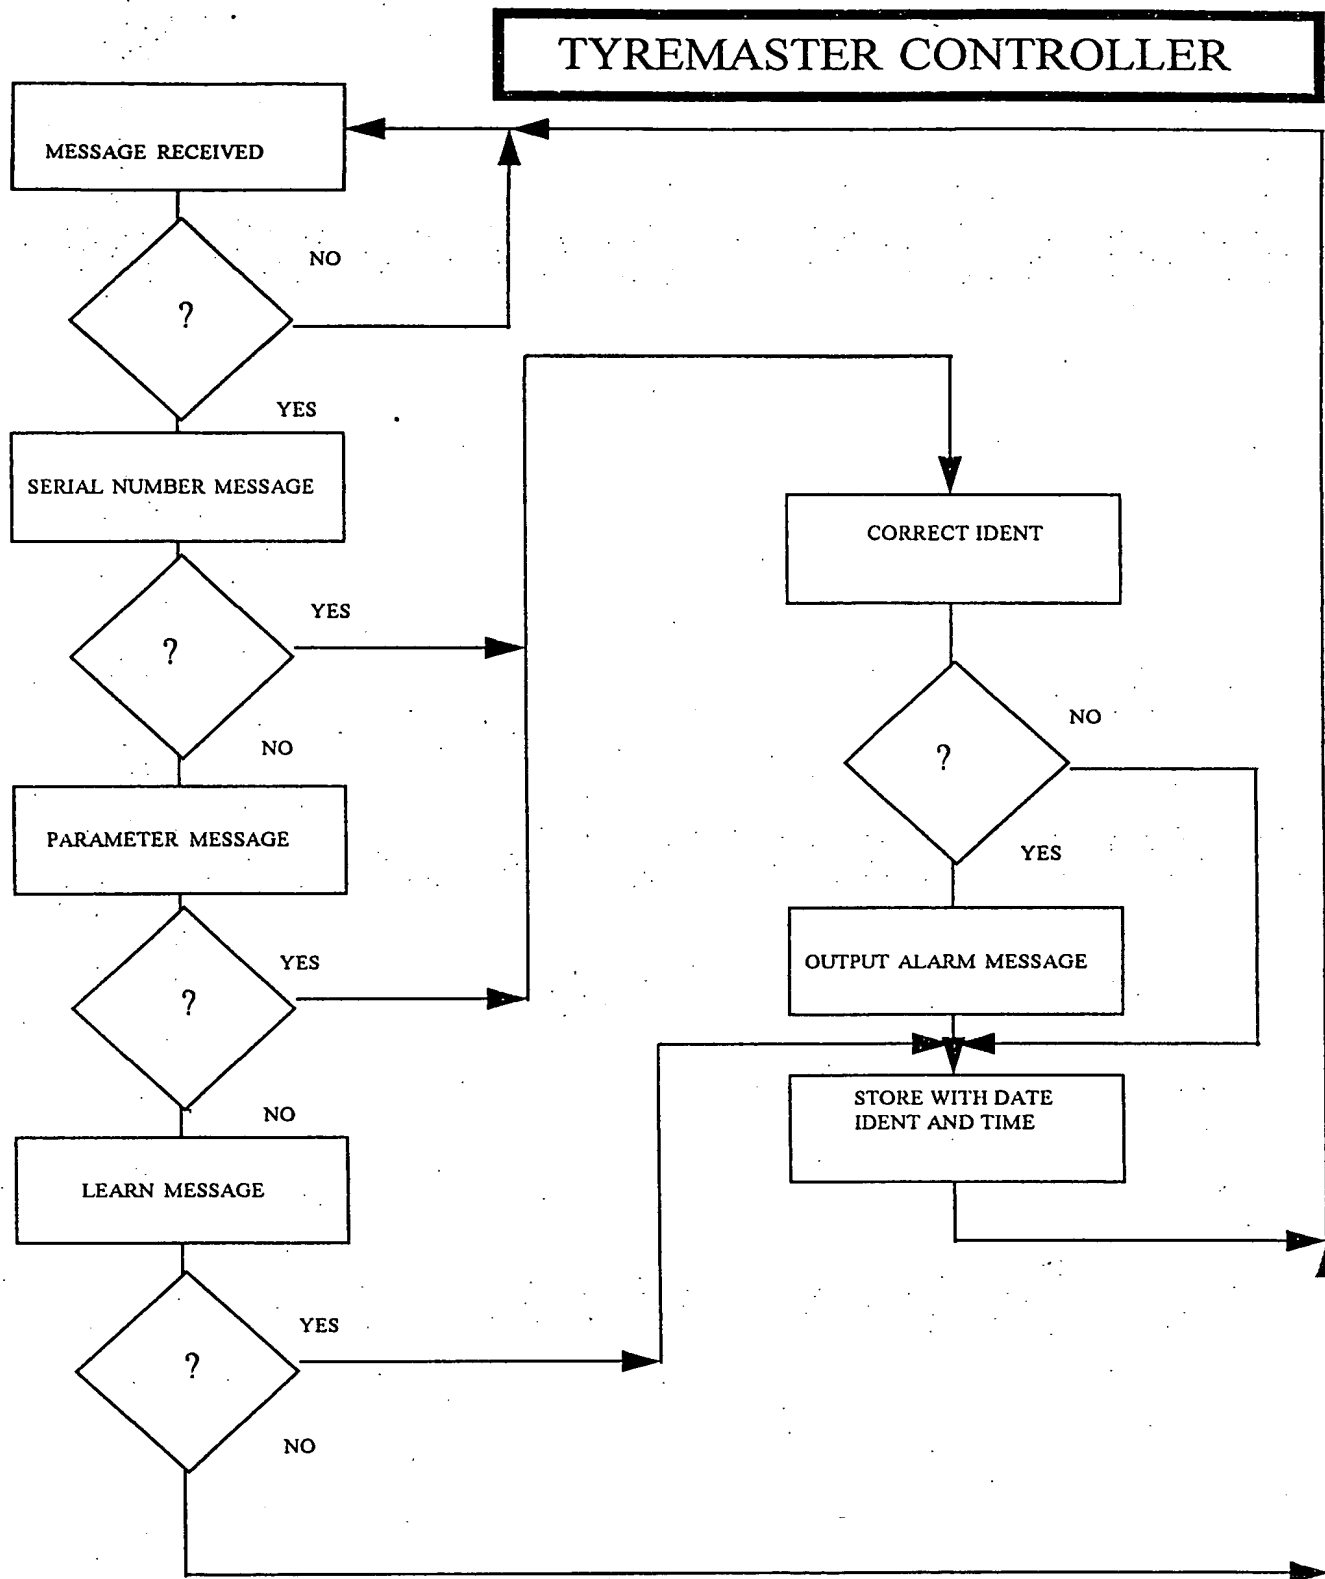 TYREMASTER CONTROLLER
MESSAGE RECEIVED
NO
?
YES
SERIAL NUMBER MESSAGE
YES
?
NO
PARAMETER MESSAGE
YES
?
NO
LEARN MESSAGE
YES
?
NO
CORRECT IDENT
NO
?
YES
OUTPUT ALARM MESSAGE
STORE WITH DATE
IDENT AND TIME